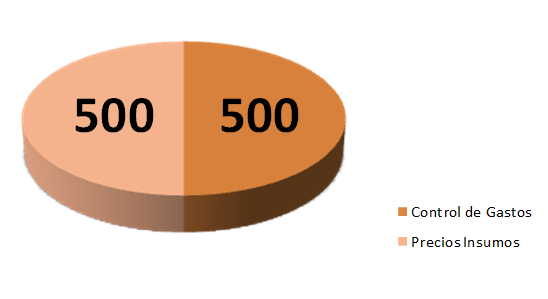 500 500
Control de Gastos
Precios Insumos